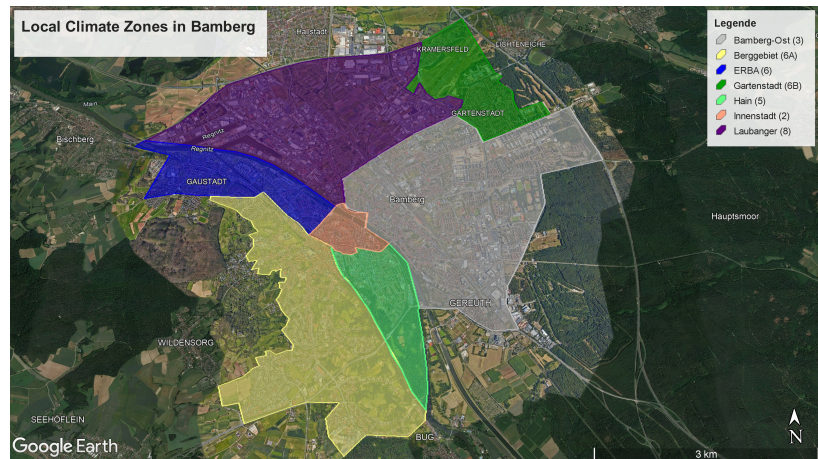 Local Climate Zones in Bamberg
Legende
Bamberg-Ost (3)
Berggebiet (6A)
ERBA (6)
Gartenstadt (6B)
Hain (5)
Innenstadt (2)
Laubanger (8)
Hallstadt
KRAMERSFELD
LICHTENEICHE
Main
GARTENSTADT
Bischberg
Regnitz
Regnitz
GAUSTADT
Bamberg
Hauptsmoor
GEREUTH
WILDENSORG
SEEHÖFLEIN
BUG
N
Google Earth
3 km